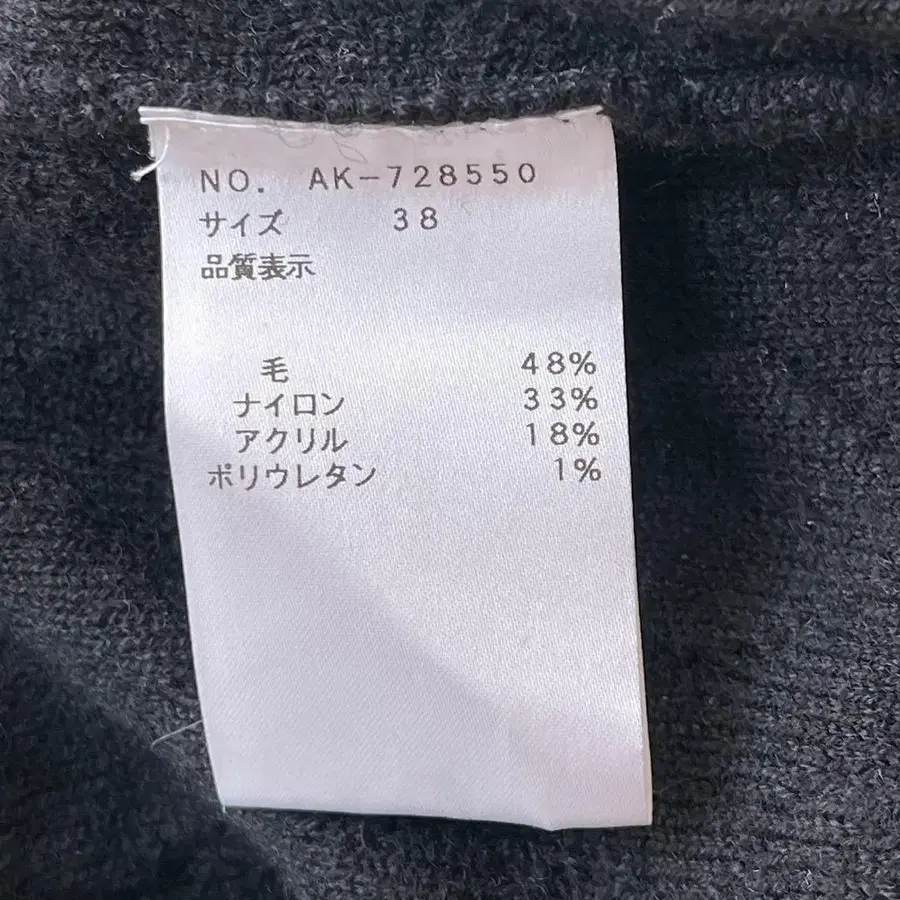 NO. AK-728550
サイズ 38
品質表示
毛 48%
ナイロン 33%
アクリル 18%
ポリウレタン 1%